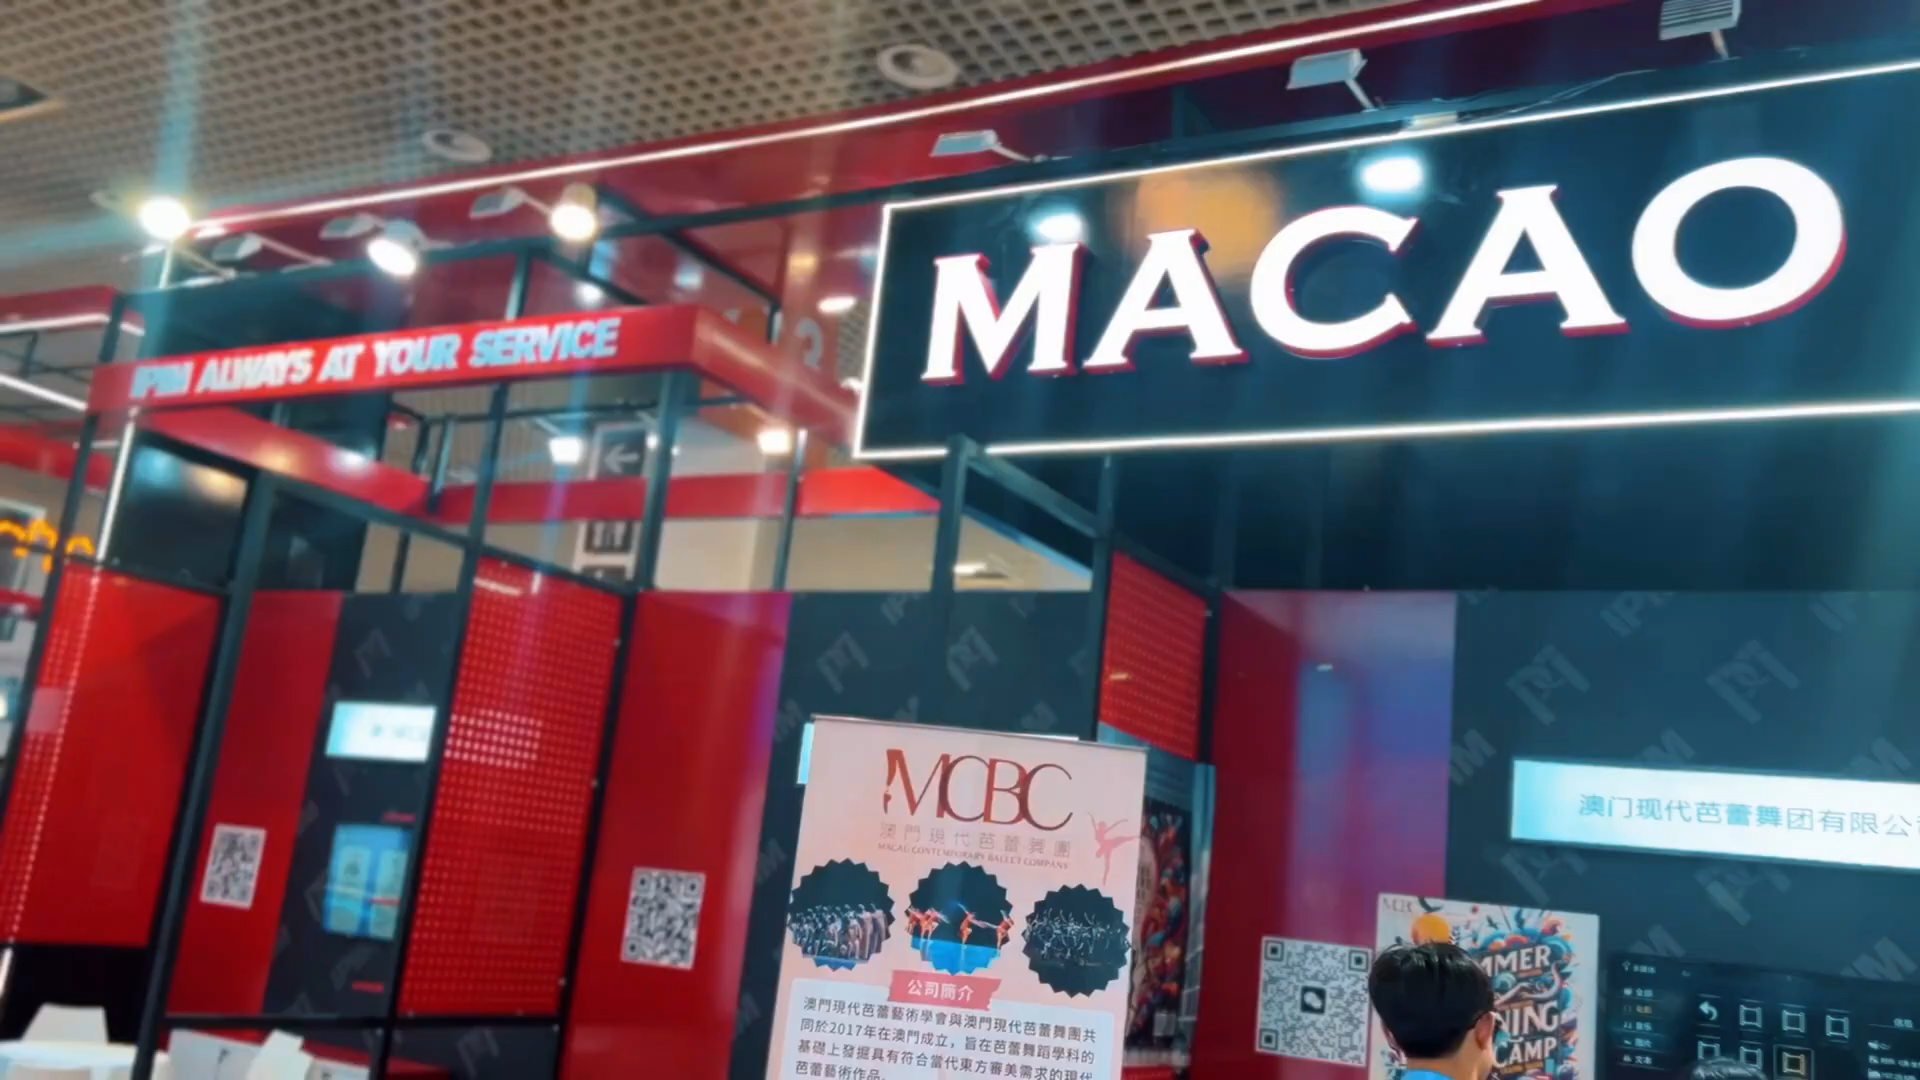 MACAO
IPIM ALWAYS AT YOUR SERVICE
MCBC
澳門現代芭蕾舞團
MACAU CONTEMPORARY BALLET COMPANY
公司簡介
澳門現代芭蕾藝術學會與澳門現代芭蕾舞團共
同於2017年在澳門成立，旨在芭蕾舞蹈學科的
基礎上發掘具有符合當代東方審美需求的現代
芭蕾藝術作品
澳门现代芭蕾舞团有限公
MCBC
MMER
NING
CAMP
IPIM